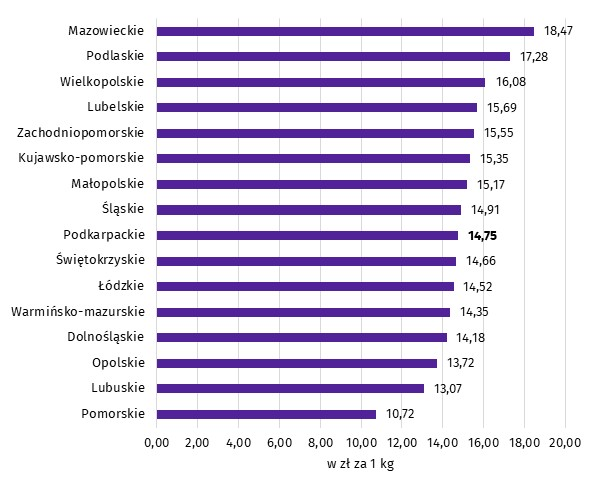 Mazowieckie 18,47
Podlaskie 17,28
Wielkopolskie 16,08
Lubelskie 15,69
Zachodniopomorskie 15,55
Kujawsko-pomorskie 15,35
Małopolskie 15,17
Śląskie 14,91
Podkarpackie 14,75
Świętokrzyskie 14,66
Łódzkie 14,52
Warmińsko-mazurskie 14,35
Dolnośląskie 14,18
Opolskie 13,72
Lubuskie 13,07
Pomorskie 10,72
0,00 2,00 4,00 6,00 8,00 10,00 12,00 14,00 16,00 18,00 20,00
w zł za 1 kg